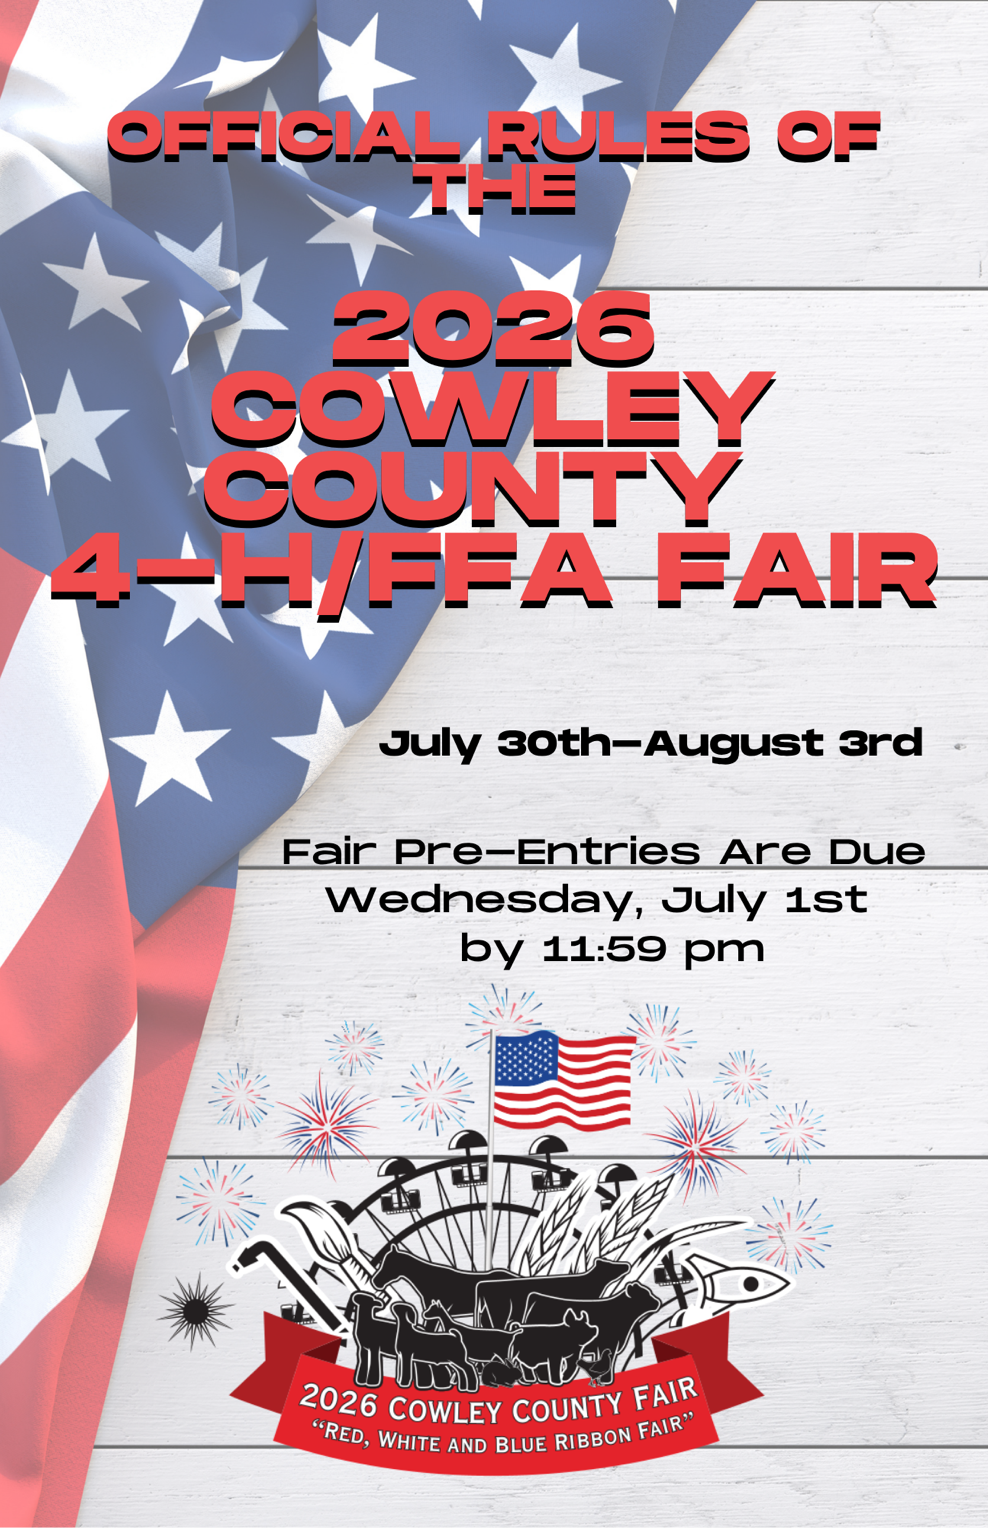 OFFICIAL RULES OF
THE
2026
COWLEY
COUNTY
4-H/FFA FAIR
July 30th-August 3rd
Fair Pre-Entries Are Due
Wednesday, July 1st
by 11:59 pm
2026 COWLEY COUNTY FAIR
“RED, WHITE AND BLUE RIBBON FAIR”